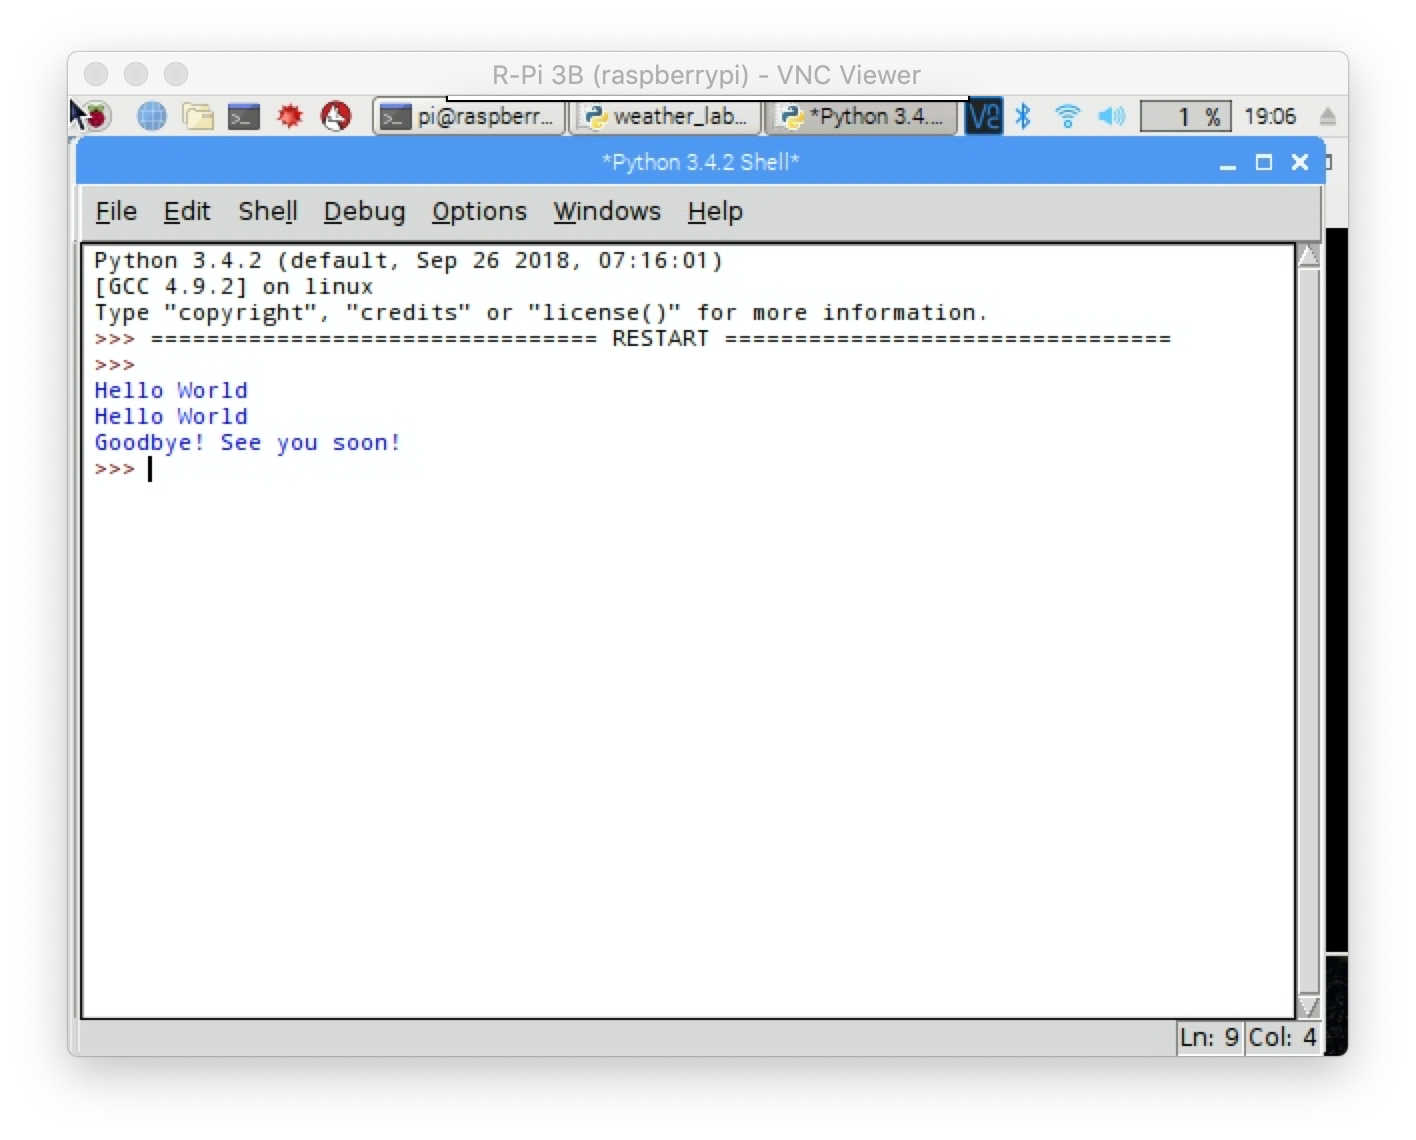 R-Pi 3B (raspberrypi) - VNC Viewer
pi@raspberr... weather_lab... *Python 3.4.... V2 1 % 19:06
*Python 3.4.2 Shell*
File Edit Shell Debug Options Windows Help
Python 3.4.2 (default, Sep 26 2018, 07:16:01)
[GCC 4.9.2] on linux
Type "copyright", "credits" or "license()" for more information.
>>> ================================ RESTART ================================
>>>
Hello World
Hello World
Goodbye! See you soon!
>>>
Ln: 9 Col: 4